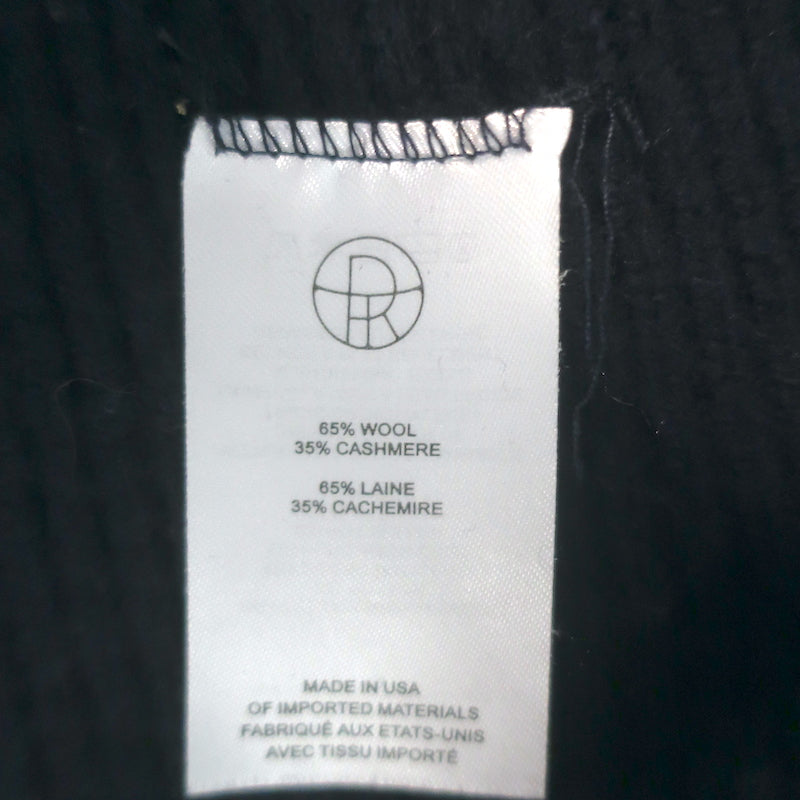 DR
65% WOOL
35% CASHMERE
65% LAINE
35% CACHEMIRE
MADE IN USA
OF IMPORTED MATERIALS
FABRIQUÉ AUX ETATS-UNIS
AVEC TISSU IMPORTÉ